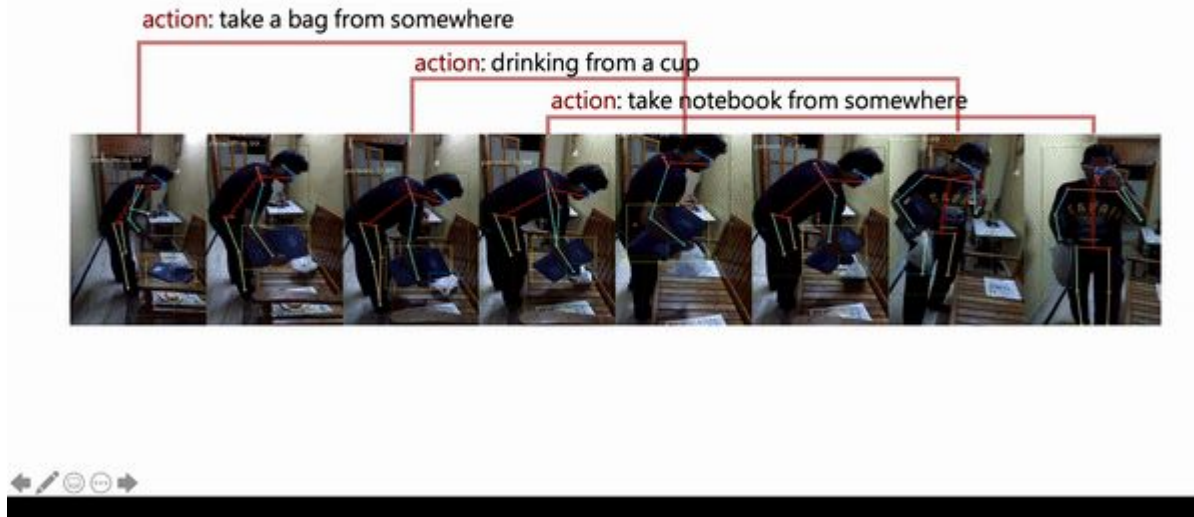 action: take a bag from somewhere
action: drinking from a cup
action: take notebook from somewhere